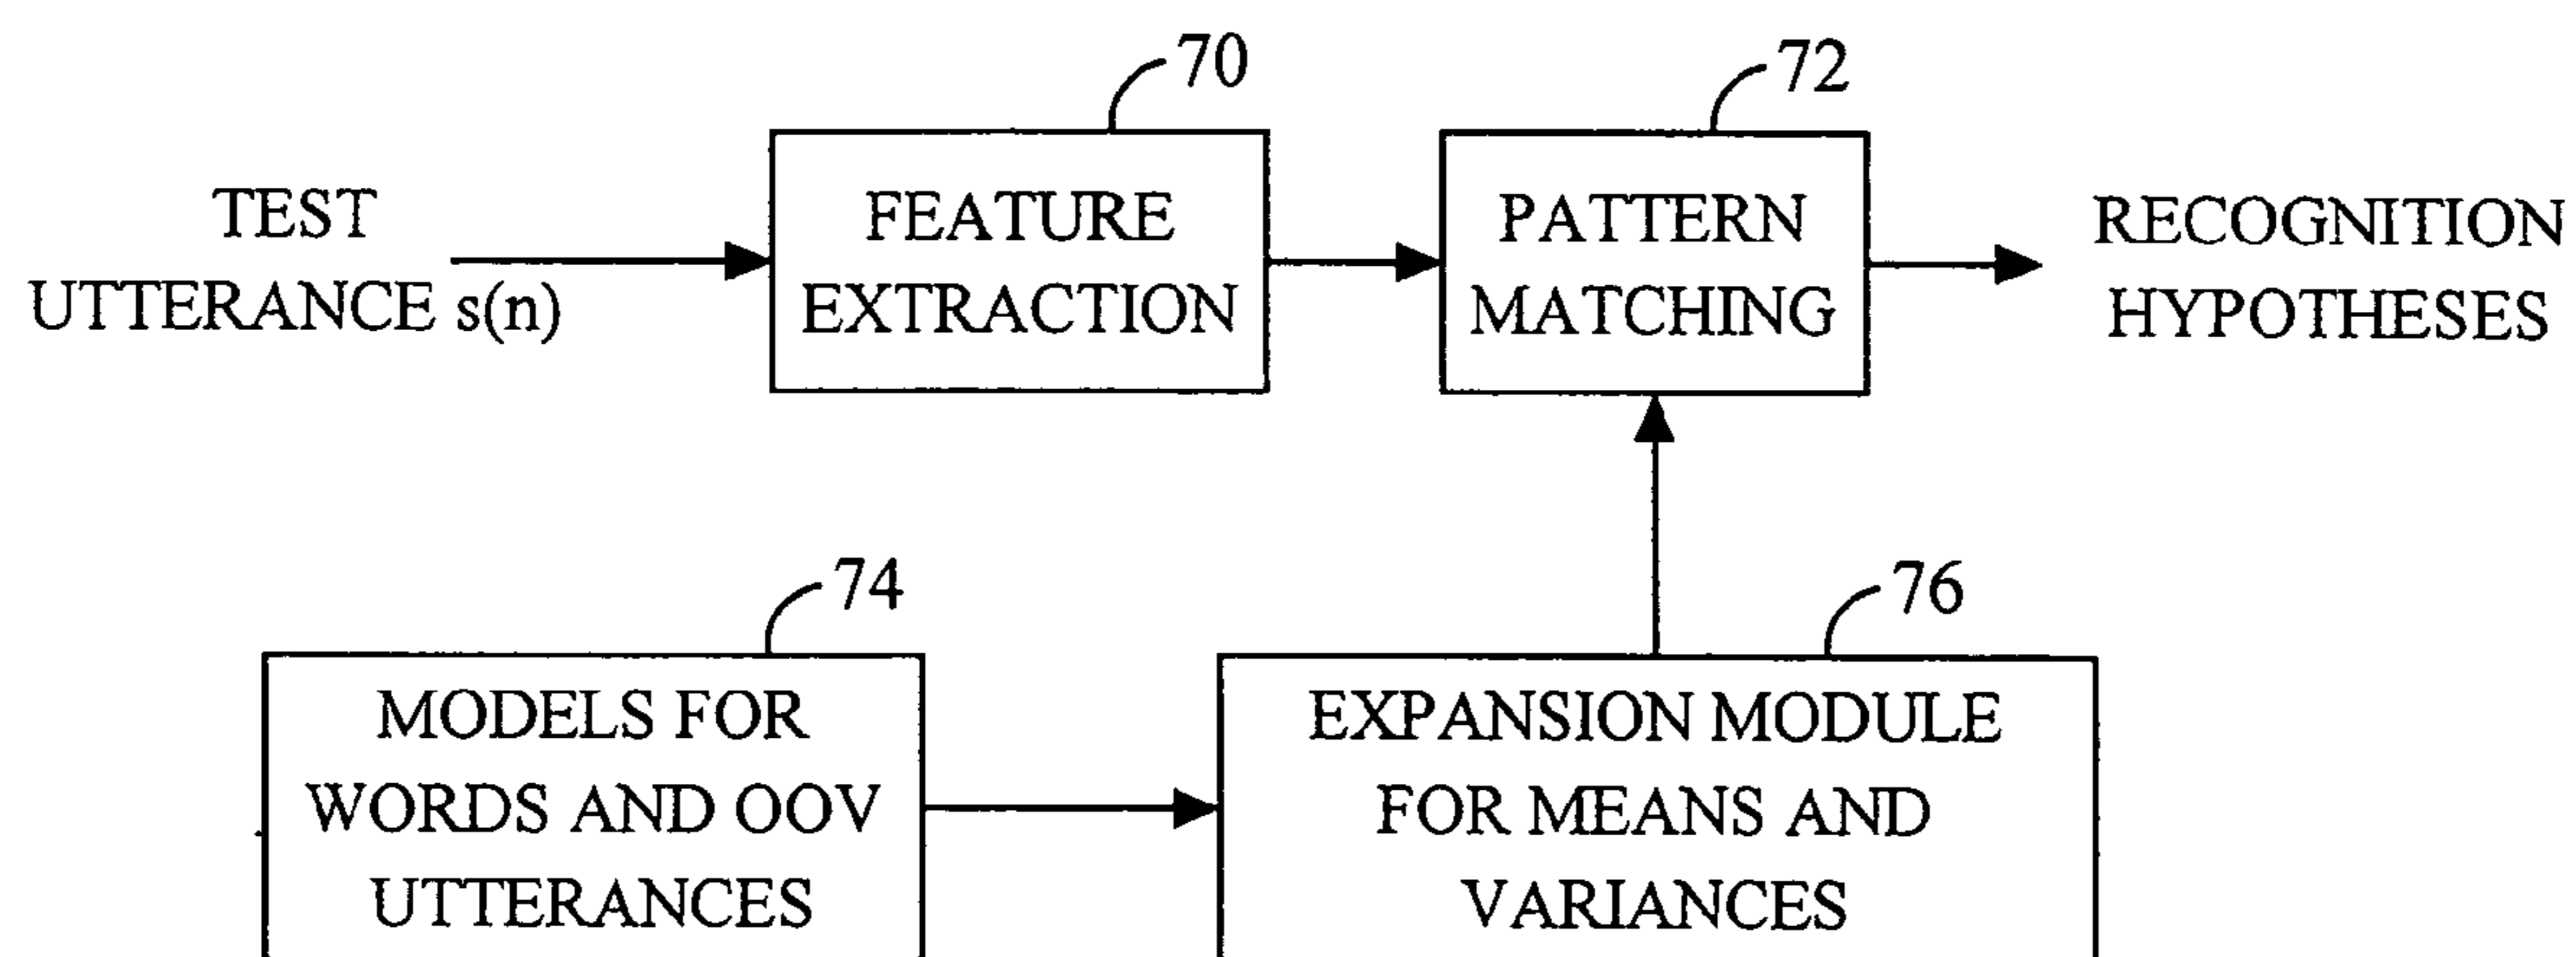 70
72
TEST
UTTERANCE s(n)
FEATURE
EXTRACTION
PATTERN
MATCHING
RECOGNITION
HYPOTHESES
74
76
MODELS FOR
WORDS AND OOV
UTTERANCES
EXPANSION MODULE
FOR MEANS AND
VARIANCES